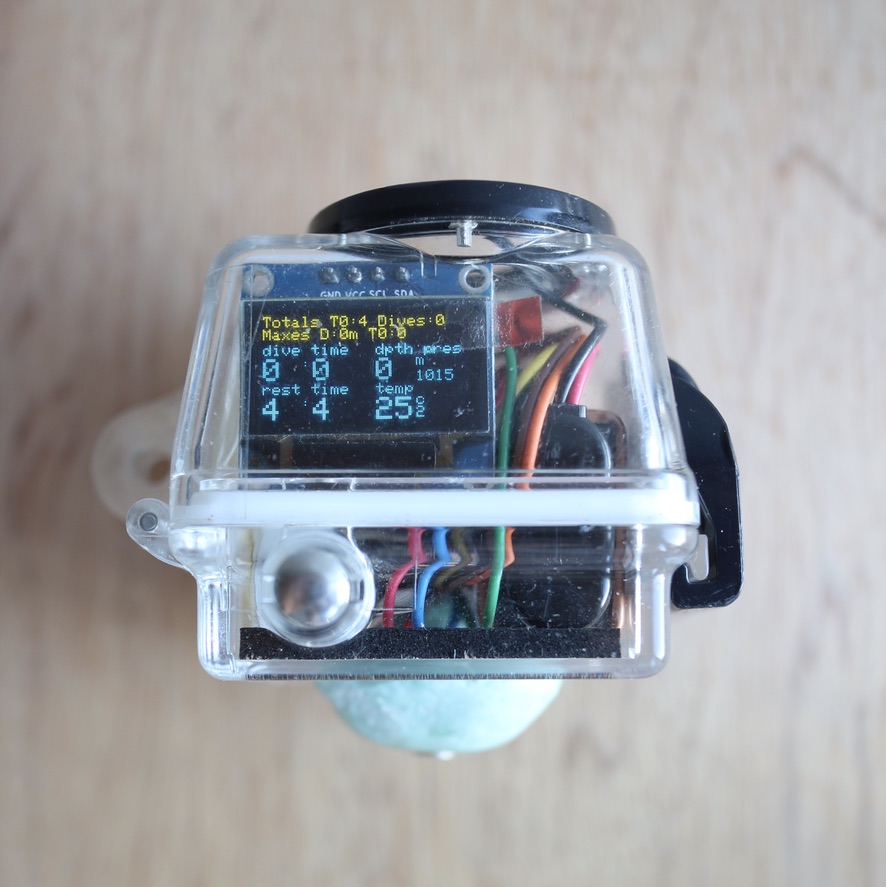 GND VCC SCL SDA
Totals T0:4 Dives:0
Maxes D:0m T0:0
dive time dpth pres
0:0 0m 1015
rest time temp
4:4 25